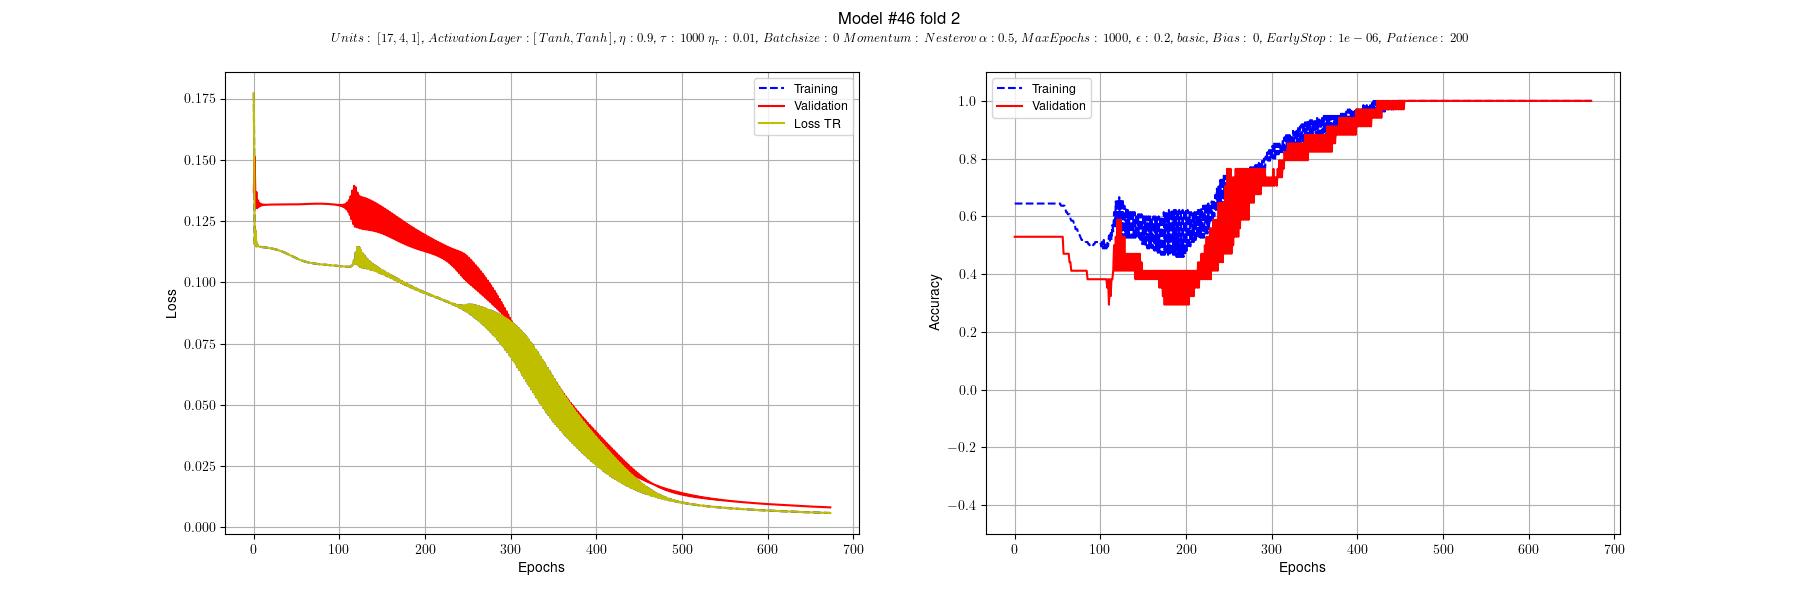 Model #46 fold 2
Units : [17, 4, 1], ActivationLayer : [Tanh, Tanh], η : 0.9, τ : 1000 ητ : 0.01, Batchsize : 0 Momentum : Nesterov α : 0.5, MaxEpochs : 1000, ϵ : 0.2, basic, Bias : 0, EarlyStop : 1e − 06, Patience : 200
Training
Validation
Loss TR
0.175
0.150
0.125
0.100
0.075
0.050
0.025
0.000
Loss
0 100 200 300 400 500 600 700
Epochs
Training
Validation
1.0
0.8
0.6
0.4
0.2
0.0
−0.2
−0.4
Accuracy
0 100 200 300 400 500 600 700
Epochs